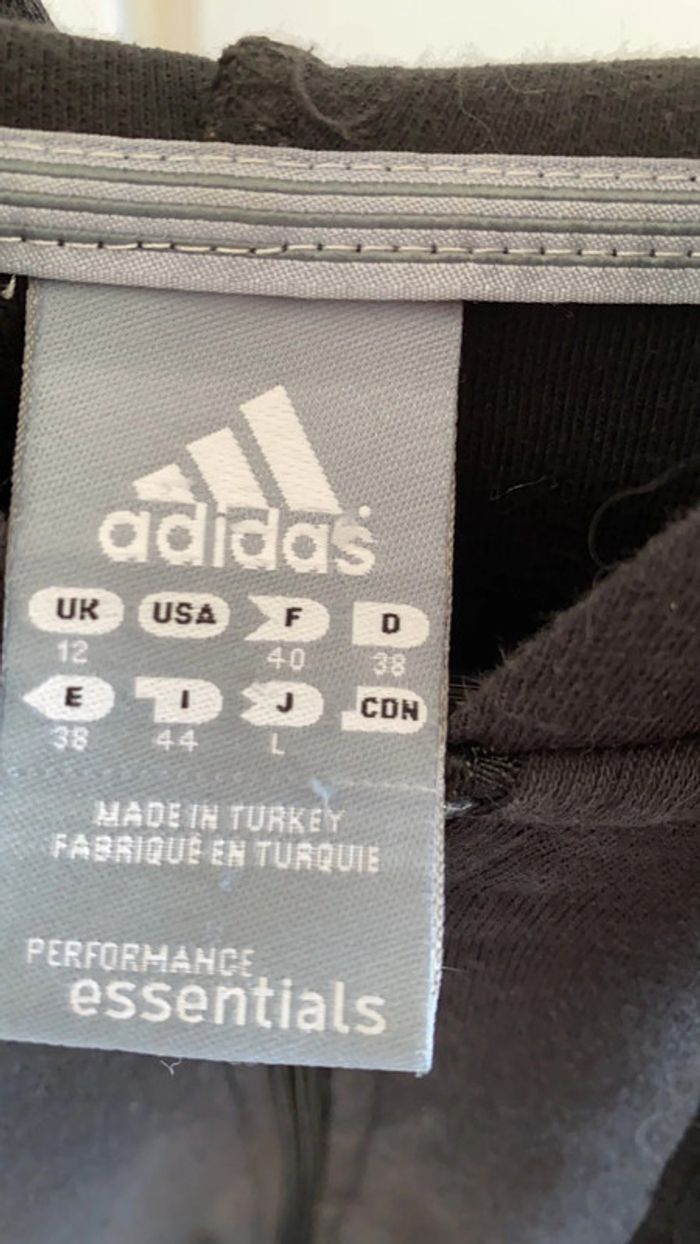 adidas
UK USA F D
12 40 38
E I J CDN
38 44 L
MADE IN TURKEY
FABRIQUÉ EN TURQUIE
PERFORMANCE
essentials